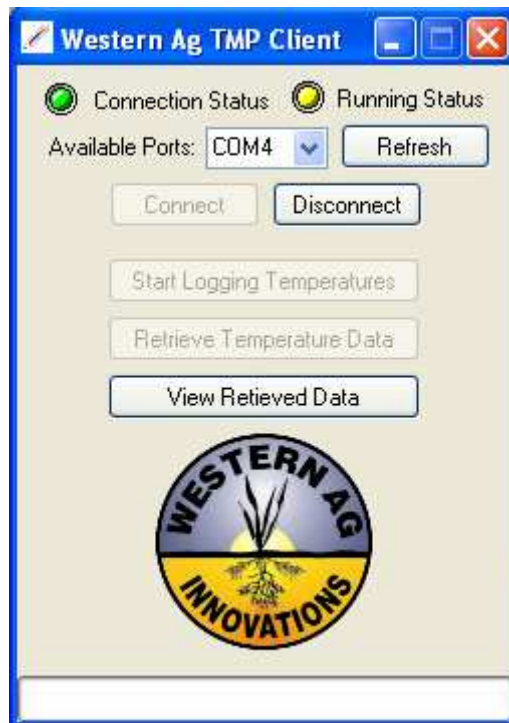 Western Ag TMP Client
Connection Status Running Status
Available Ports: COM4 Refresh
Connect Disconnect
Start Logging Temperatures
Retrieve Temperature Data
View Retieved Data
WESTERN AG
INNOVATIONS